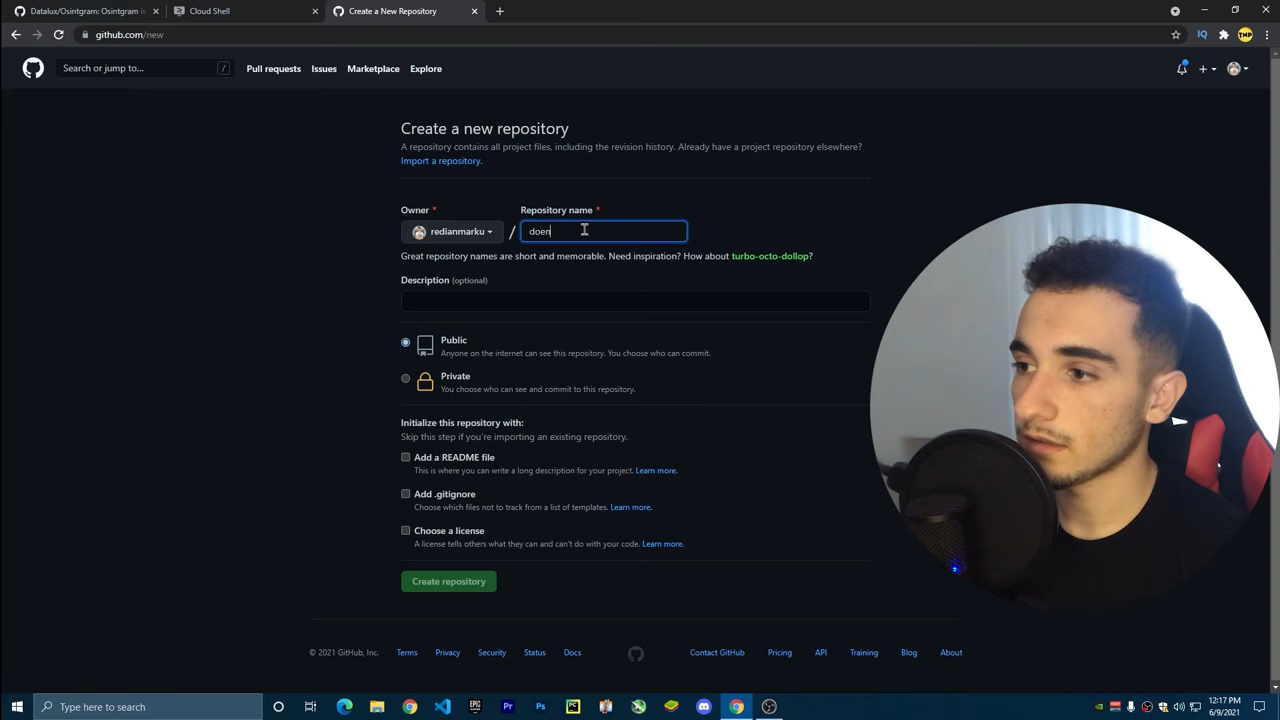 Datalux/Osintgram: Osintgram is
Cloud Shell
Create a New Repository
github.com/new
Search or jump to...
/
Pull requests
Issues
Marketplace
Explore
Create a new repository
A repository contains all project files, including the revision history. Already have a project repository elsewhere?
Import a repository.
Owner *
Repository name *
redianmarku
/
doen
Great repository names are short and memorable. Need inspiration? How about turbo-octo-dollop?
Description (optional)
Public
Anyone on the internet can see this repository. You choose who can commit.
Private
You choose who can see and commit to this repository.
Initialize this repository with:
Skip this step if you're importing an existing repository.
Add a README file
This is where you can write a long description for your project. Learn more.
Add .gitignore
Choose which files not to track from a list of templates. Learn more.
Choose a license
A license tells others what they can and can't do with your code. Learn more.
Create repository
© 2021 GitHub, Inc.
Terms
Privacy
Security
Status
Docs
Contact GitHub
Pricing
API
Training
Blog
About
Type here to search
12:17 PM
6/9/2021